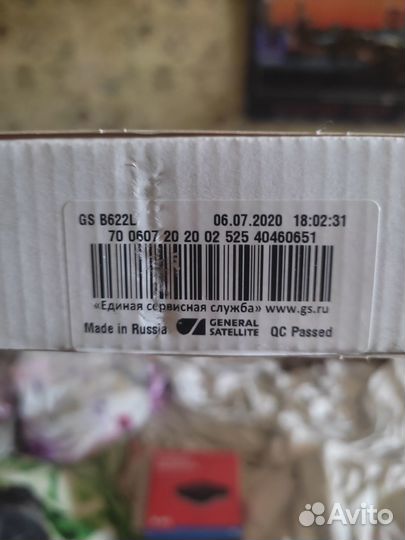 GS B622L 06.07.2020 18:02:31
70 0607 20 20 02 525 40460651
«Единая сервисная служба» www.gs.ru
Made in Russia GENERAL SATELLITE QC Passed
Avito